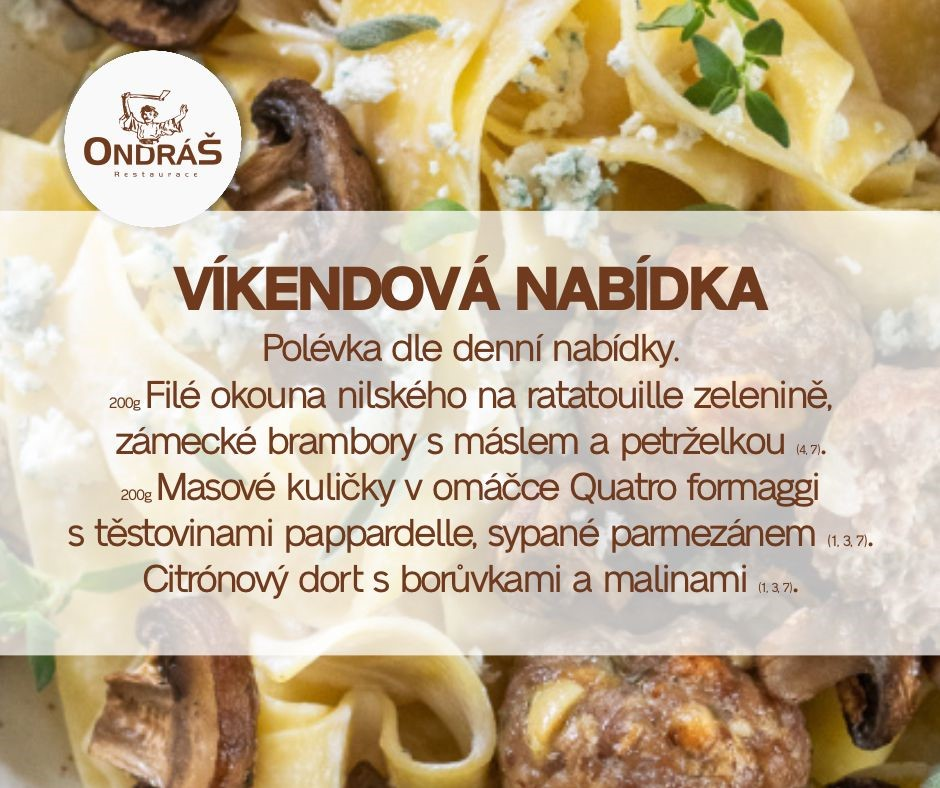 ONDRÁŠ
Restaurace
VÍKENDOVÁ NABÍDKA
Polévka dle denní nabídky.
200g Filé okouna nilského na ratatouille zelenině,
zámecké brambory s máslem a petrželkou (4, 7).
200g Masové kuličky v omáčce Quatro formaggi
s těstovinami pappardelle, sypané parmezánem (1, 3, 7).
Citrónový dort s borůvkami a malinami (1, 3, 7).